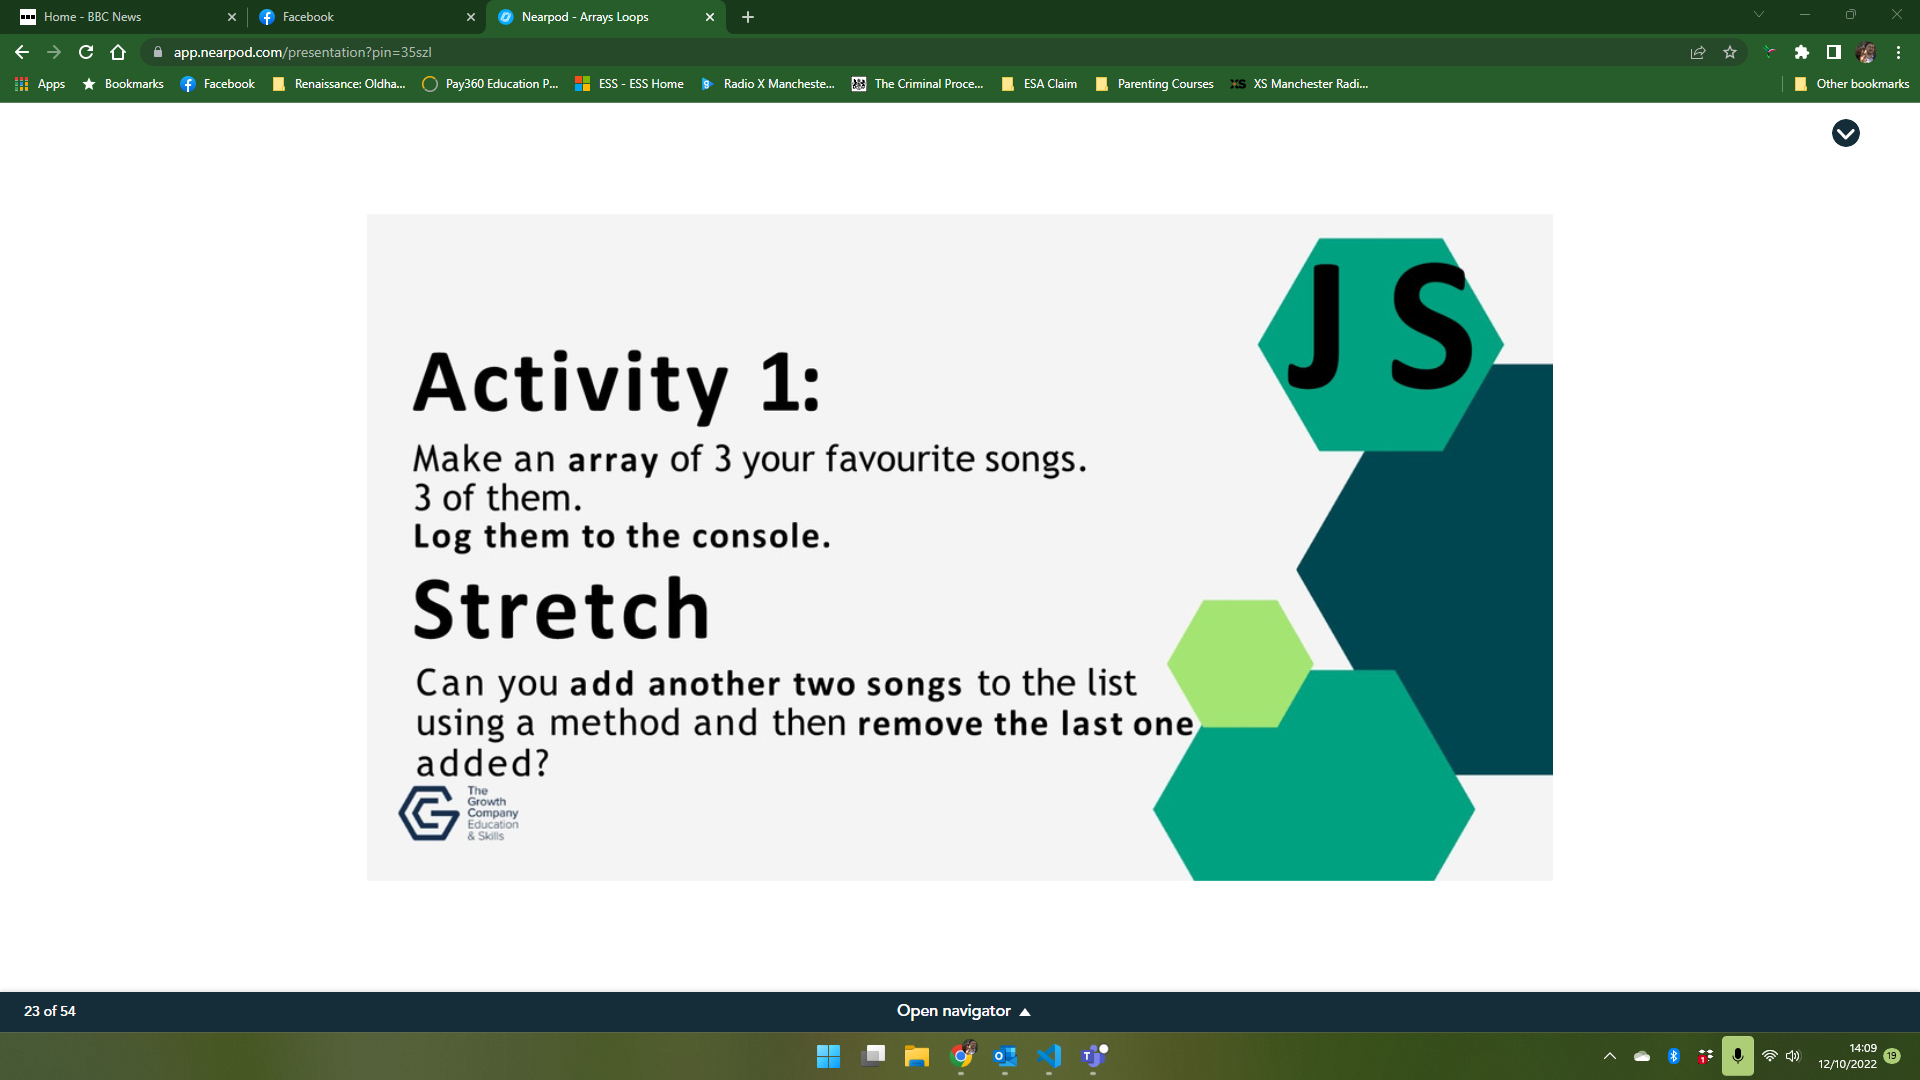 Home - BBC News
Facebook
Nearpod - Arrays Loops
app.nearpod.com/presentation?pin=35szl
Apps
Bookmarks
Facebook
Renaissance: Oldha...
Pay360 Education P...
ESS - ESS Home
Radio X Mancheste...
The Criminal Proce...
ESA Claim
Parenting Courses
XS Manchester Radi...
Other bookmarks
JS
Activity 1:
Make an array of 3 your favourite songs.
3 of them.
Log them to the console.
Stretch
Can you add another two songs to the list
using a method and then remove the last one
added?
The
Growth
Company
Education
& Skills
23 of 54
Open navigator
14:09
12/10/2022
19